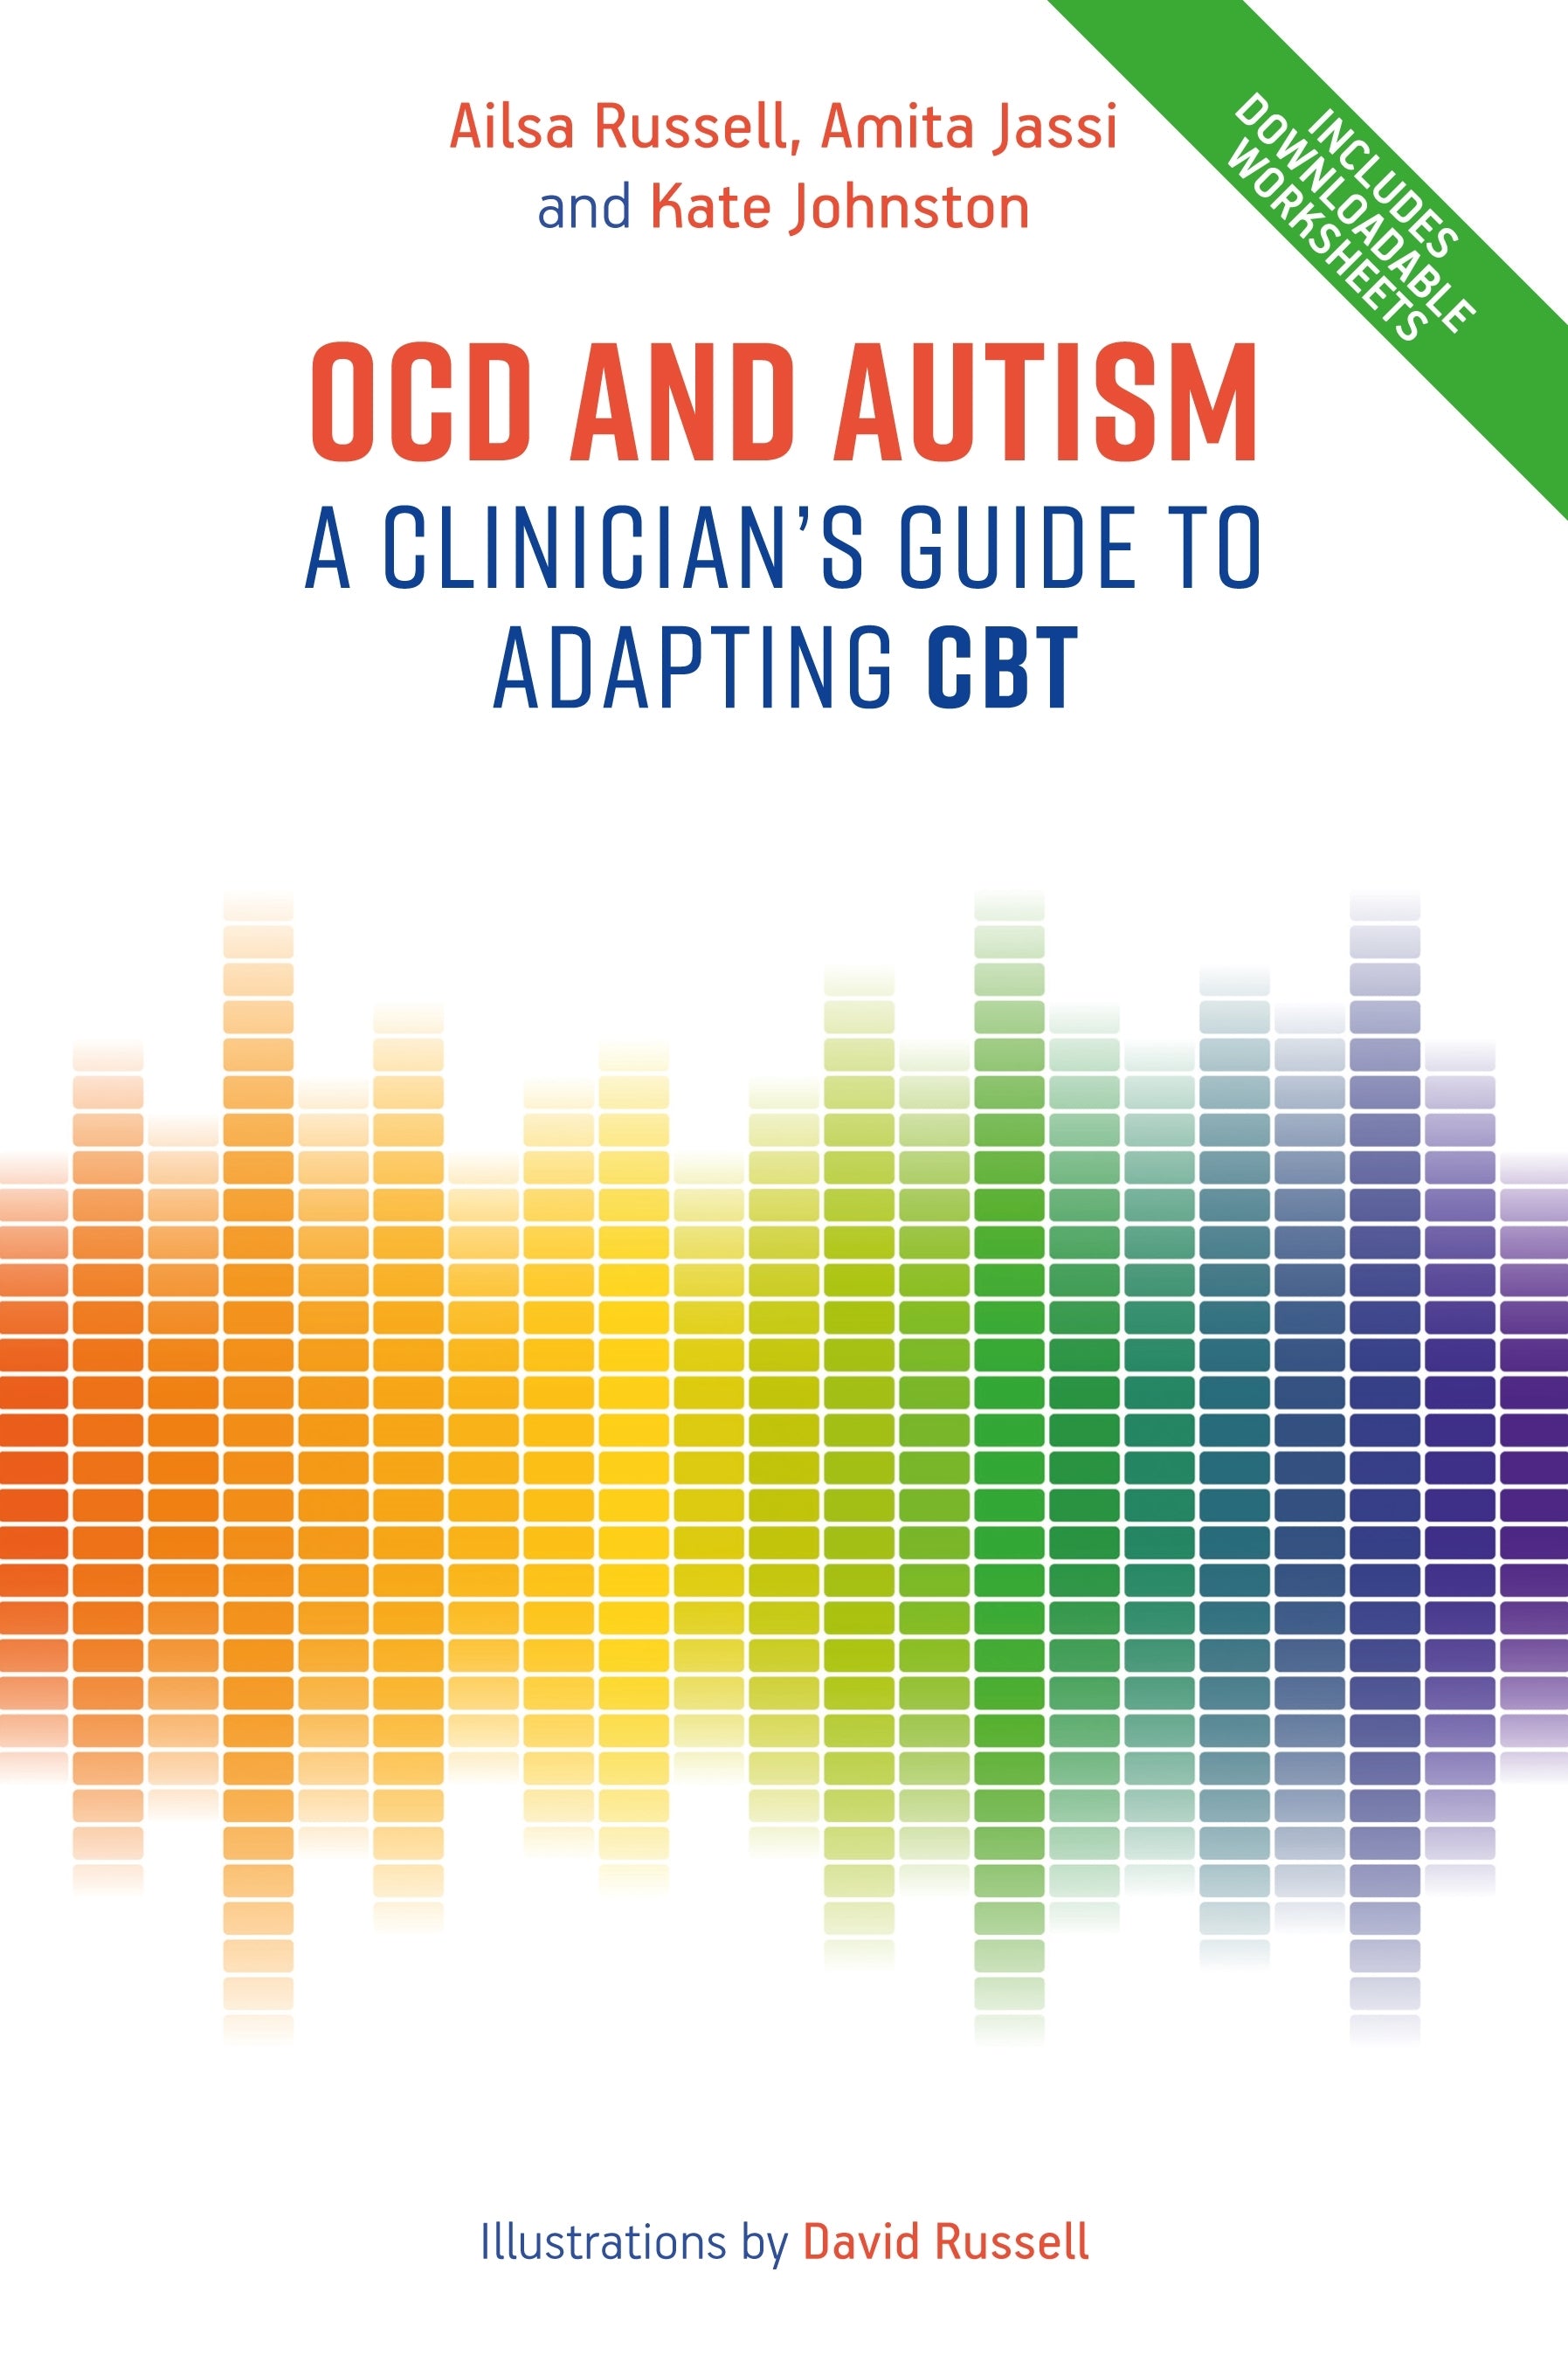 Ailsa Russell, Amita Jassi
and Kate Johnston
INCLUDES
DOWNLOADABLE
WORKSHEETS
OCD AND AUTISM
A CLINICIAN’S GUIDE TO
ADAPTING CBT
Illustrations by David Russell